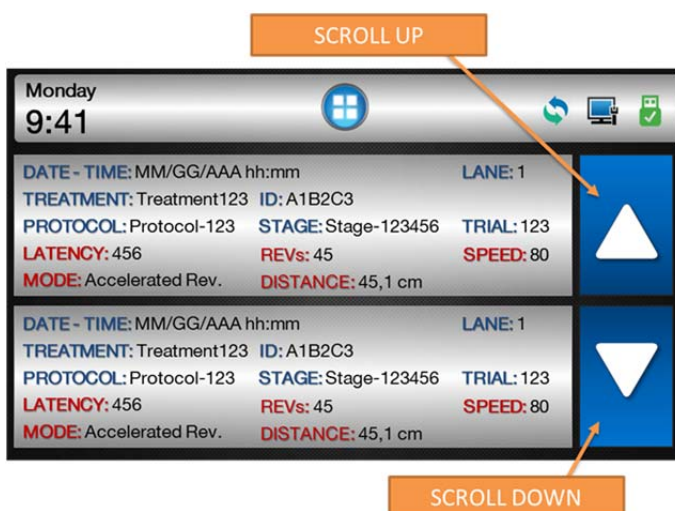 SCROLL UP
Monday
9:41
DATE - TIME: MM/GG/AAA hh:mm LANE: 1
TREATMENT: Treatment123 ID: A1B2C3
PROTOCOL: Protocol-123 STAGE: Stage-123456 TRIAL: 123
LATENCY: 456 REVs: 45 SPEED: 80
MODE: Accelerated Rev. DISTANCE: 45,1 cm
DATE - TIME: MM/GG/AAA hh:mm LANE: 1
TREATMENT: Treatment123 ID: A1B2C3
PROTOCOL: Protocol-123 STAGE: Stage-123456 TRIAL: 123
LATENCY: 456 REVs: 45 SPEED: 80
MODE: Accelerated Rev. DISTANCE: 45,1 cm
SCROLL DOWN